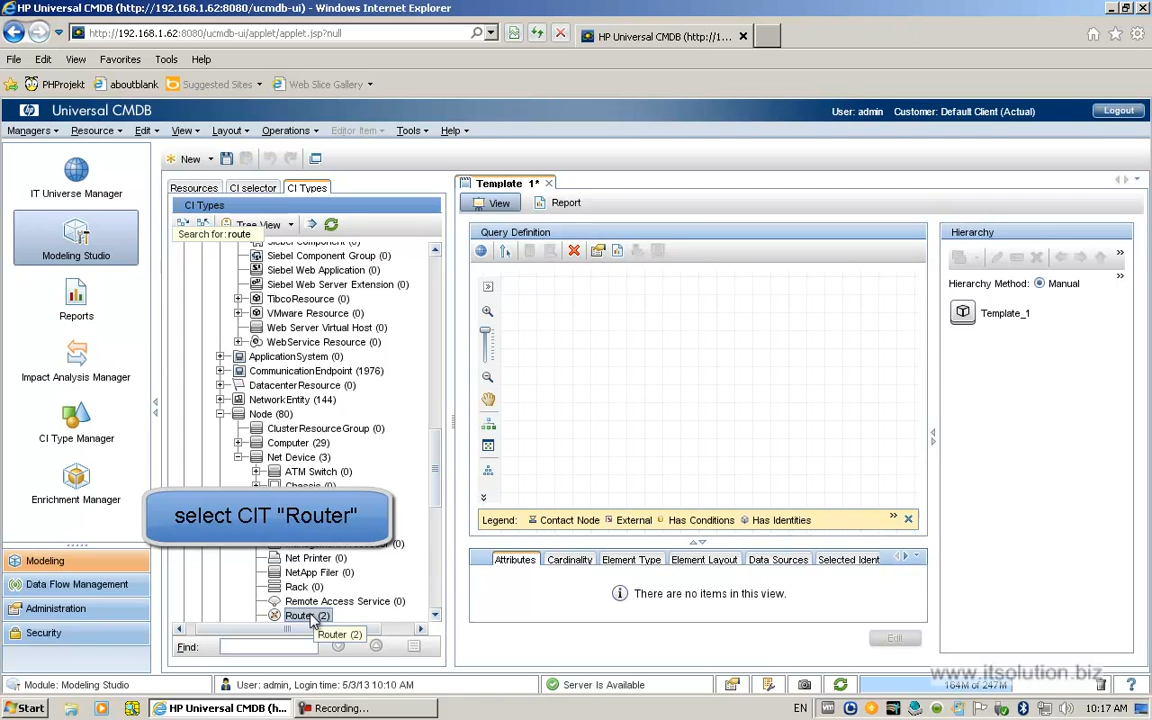 HP Universal CMDB (http://192.168.1.62:8080/ucmdb-ui) - Windows Internet Explorer
http://192.168.1.62:8080/ucmdb-ui/applet/applet.jsp?null
HP Universal CMDB (http://1...
File Edit View Favorites Tools Help
PHProjekt aboutblank Suggested Sites Web Slice Gallery
hp Universal CMDB
User: admin Customer: Default Client (Actual) Logout
Managers Resource Edit View Layout Operations Editor Item Tools Help
New
IT Universe Manager
Modeling Studio
Reports
Impact Analysis Manager
CI Type Manager
Enrichment Manager
Modeling
Data Flow Management
Administration
Security
Resources CI selector CI Types
CI Types
Tree View
Search for: route
Siebel Component (0)
Siebel Component Group (0)
Siebel Web Application (0)
Siebel Web Server Extension (0)
TibcoResource (0)
VMware Resource (0)
Web Server Virtual Host (0)
WebService Resource (0)
ApplicationSystem (0)
CommunicationEndpoint (1976)
DatacenterResource (0)
NetworkEntity (144)
Node (80)
ClusterResourceGroup (0)
Computer (29)
Net Device (3)
ATM Switch (0)
Chassis (0)
select CIT "Router"
Net Printer (0)
NetApp Filer (0)
Rack (0)
Remote Access Service (0)
Router (2)
Router (2)
Find:
Template 1*
View Report
Query Definition
Legend: Contact Node External Has Conditions Has Identities
Attributes Cardinality Element Type Element Layout Data Sources Selected Ident
There are no items in this view.
Edit
Hierarchy
Hierarchy Method: Manual
Template_1
www.itsolution.biz
Module: Modeling Studio User: admin, Login time: 5/3/13 10:10 AM Server Is Available 164M of 247M
Start HP Universal CMDB (h... Recording... EN 10:17 AM